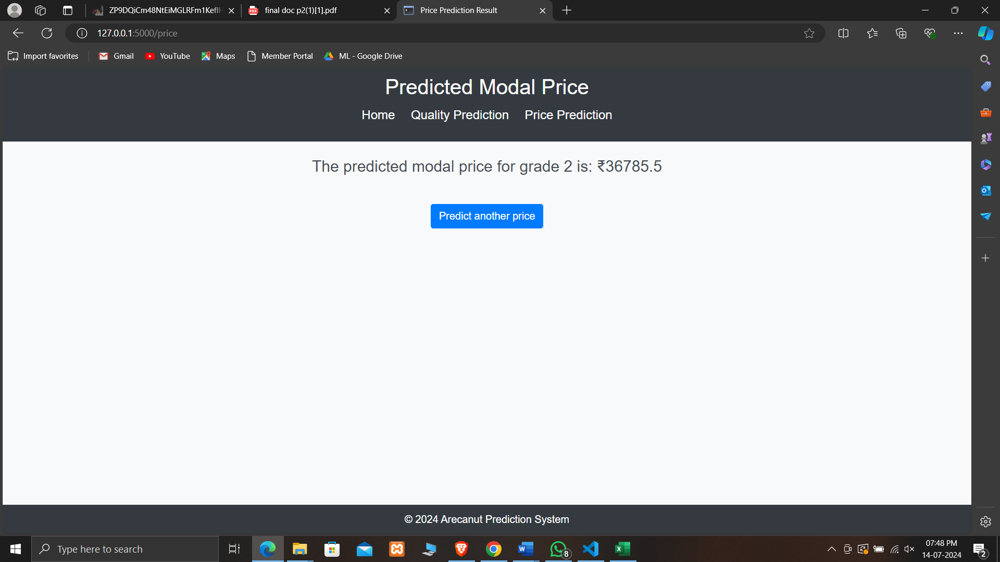 ZP9DQiCm48NtEiMGLRFm1Kefl
final doc p2(1)[1].pdf
Price Prediction Result
127.0.0.1:5000/price
Import favorites
Gmail
YouTube
Maps
Member Portal
ML - Google Drive
Predicted Modal Price
Home Quality Prediction Price Prediction
The predicted modal price for grade 2 is: ₹36785.5
Predict another price
© 2024 Arecanut Prediction System
Type here to search
8
07:48 PM
14-07-2024
2